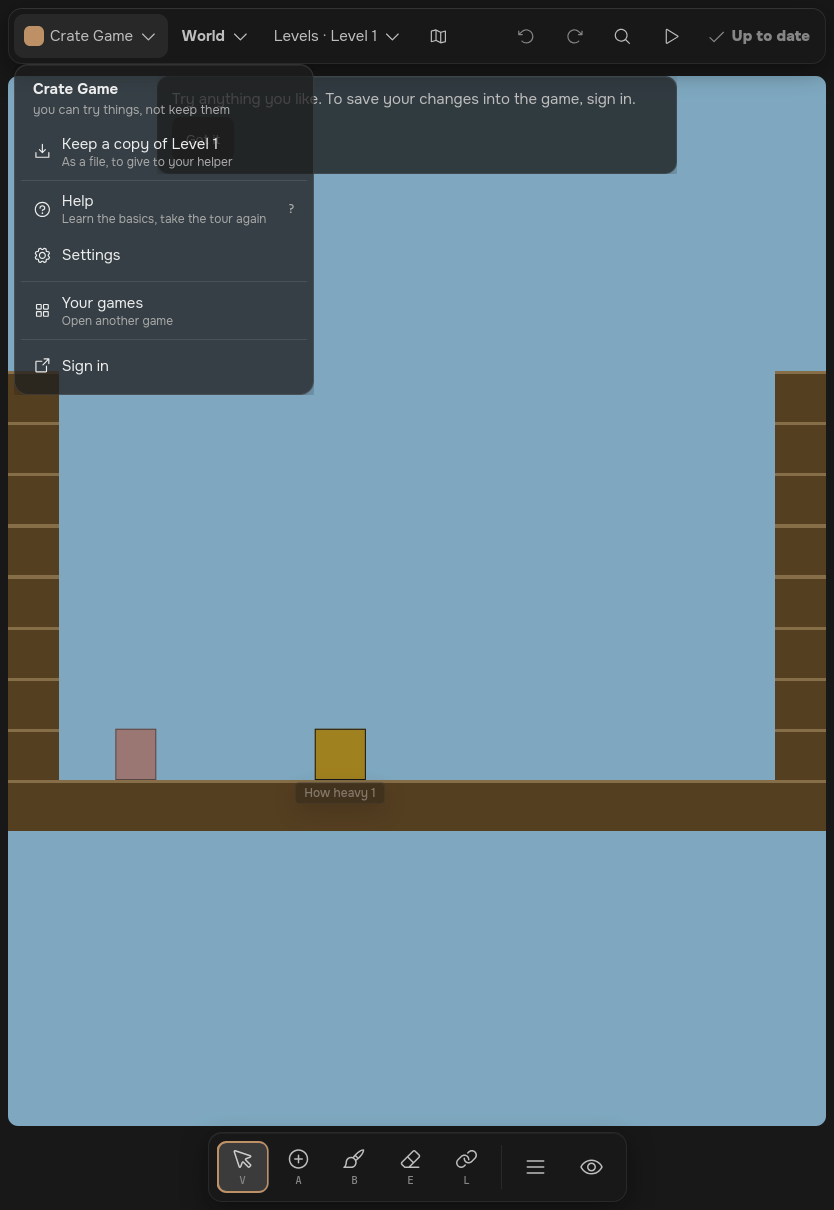 Crate Game
World
Levels · Level 1
Up to date
Crate Game
you can try things, not keep them
Try anything you like. To save your changes into the game, sign in.
Keep a copy of Level 1
As a file, to give to your helper
Help
Learn the basics, take the tour again
?
Settings
Your games
Open another game
Sign in
How heavy 1
V
A
B
E
L